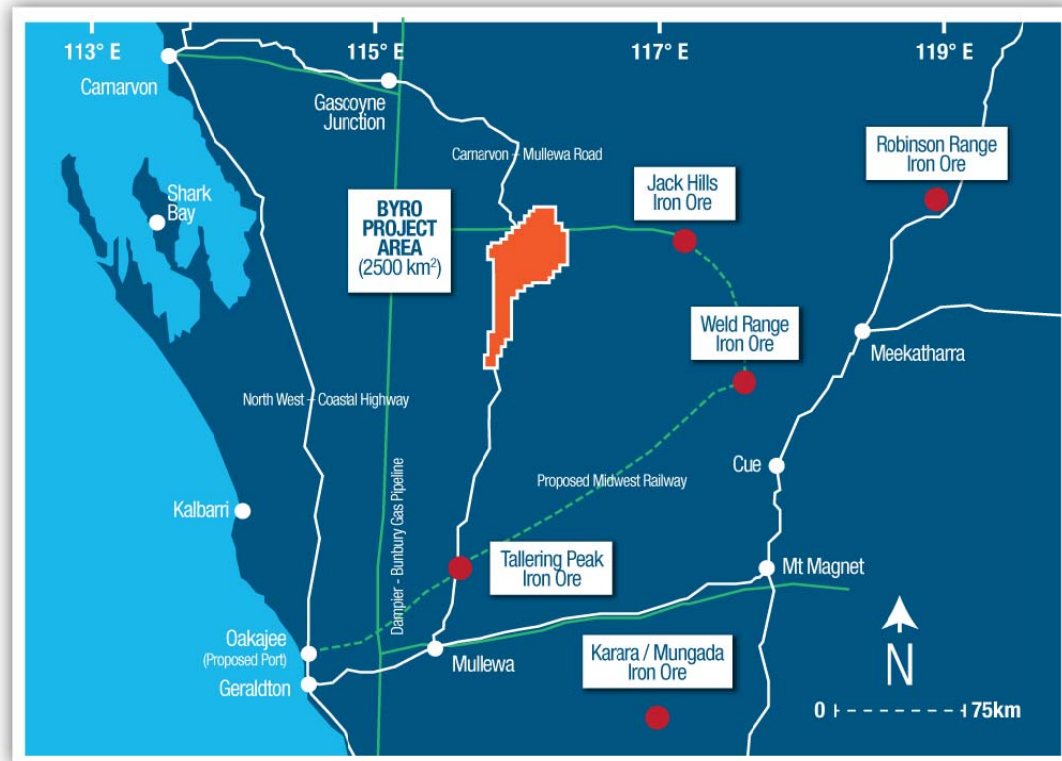 113° E
115° E
117° E
119° E
Carnarvon
Gascoyne
Junction
Carnarvon - Mullewa Road
Robinson Range
Iron Ore
Shark
Bay
BYRO
PROJECT
AREA
(2500 km²)
Jack Hills
Iron Ore
Weld Range
Iron Ore
Meekatharra
North West - Coastal Highway
Cue
Proposed Midwest Railway
Kalbarri
Dampier - Bunbury Gas Pipeline
Tallering Peak
Iron Ore
Mt Magnet
Oakajee
(Proposed Port)
Mullewa
Geraldton
Karara / Mungada
Iron Ore
N
0
75km